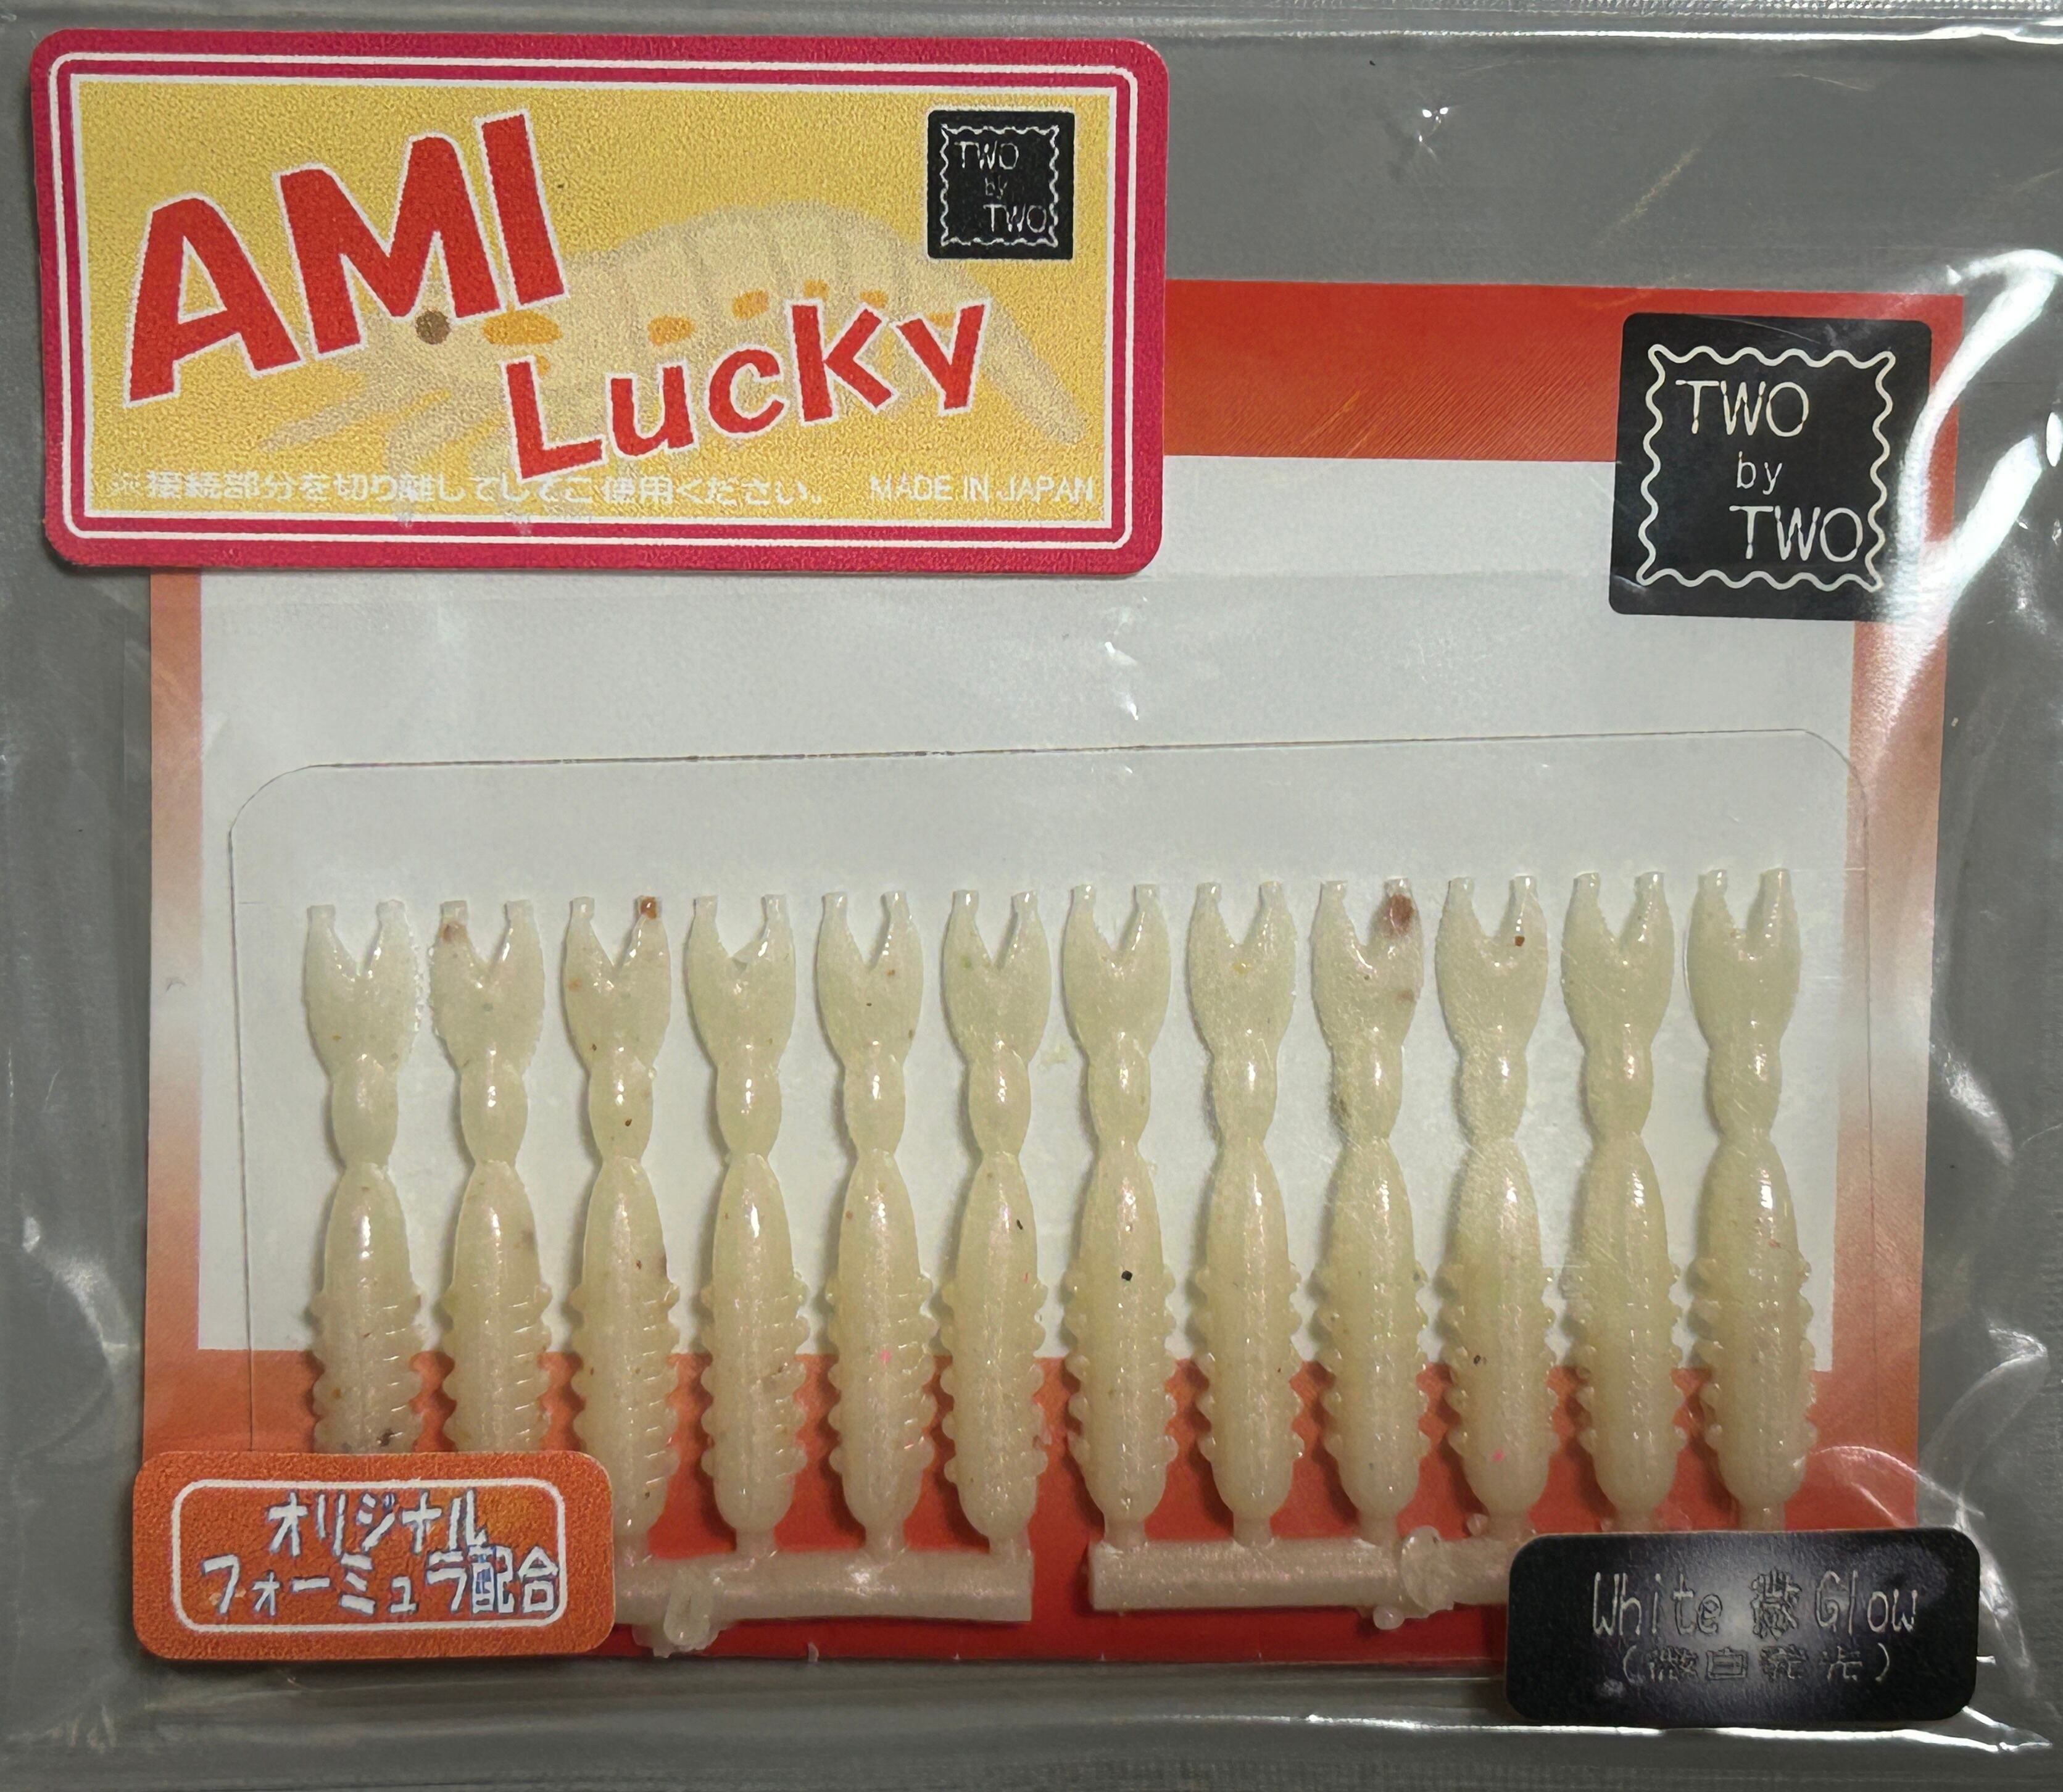 AMI
Lucky
TWO
by
TWO
※接続部分を切り離してしてご使用ください。 MADE IN JAPAN
TWO
by
TWO
オリジナル
フォーミュラ配合
White 微 Glow
(微白発光)